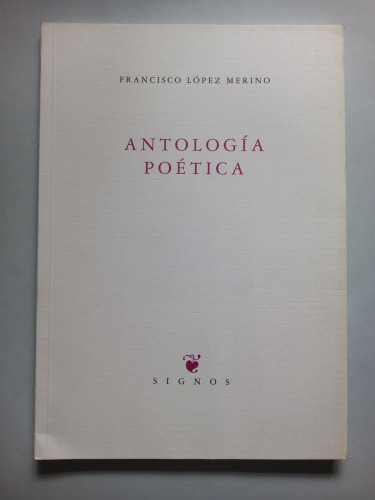 FRANCISCO LÓPEZ MERINO
ANTOLOGÍA
POÉTICA
SIGNOS